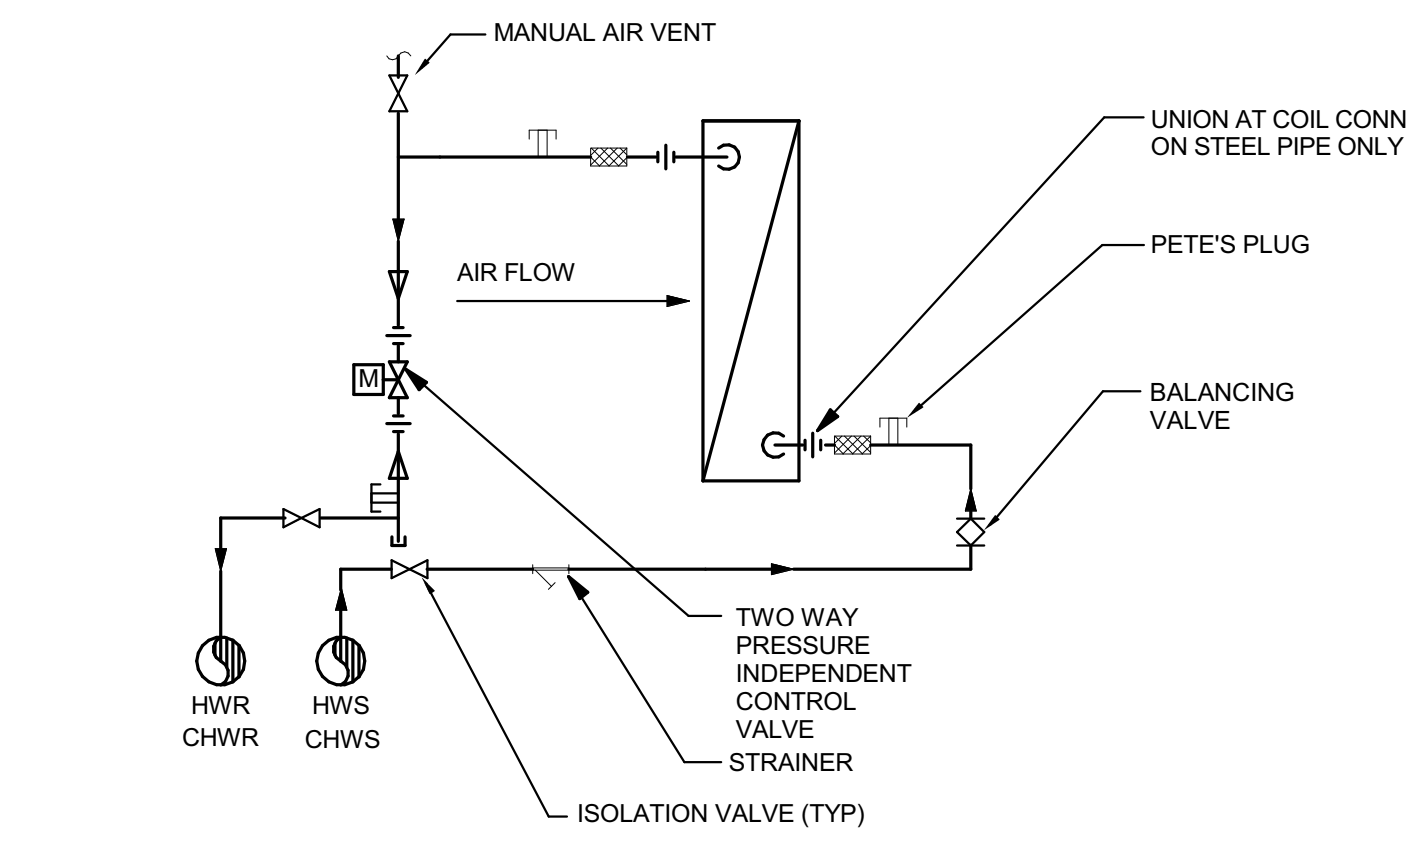 MANUAL AIR VENT
UNION AT COIL CONN
ON STEEL PIPE ONLY
PETE'S PLUG
AIR FLOW
M
BALANCING
VALVE
TWO WAY
PRESSURE
INDEPENDENT
CONTROL
VALVE
HWR
CHWR
HWS
CHWS
STRAINER
ISOLATION VALVE (TYP)